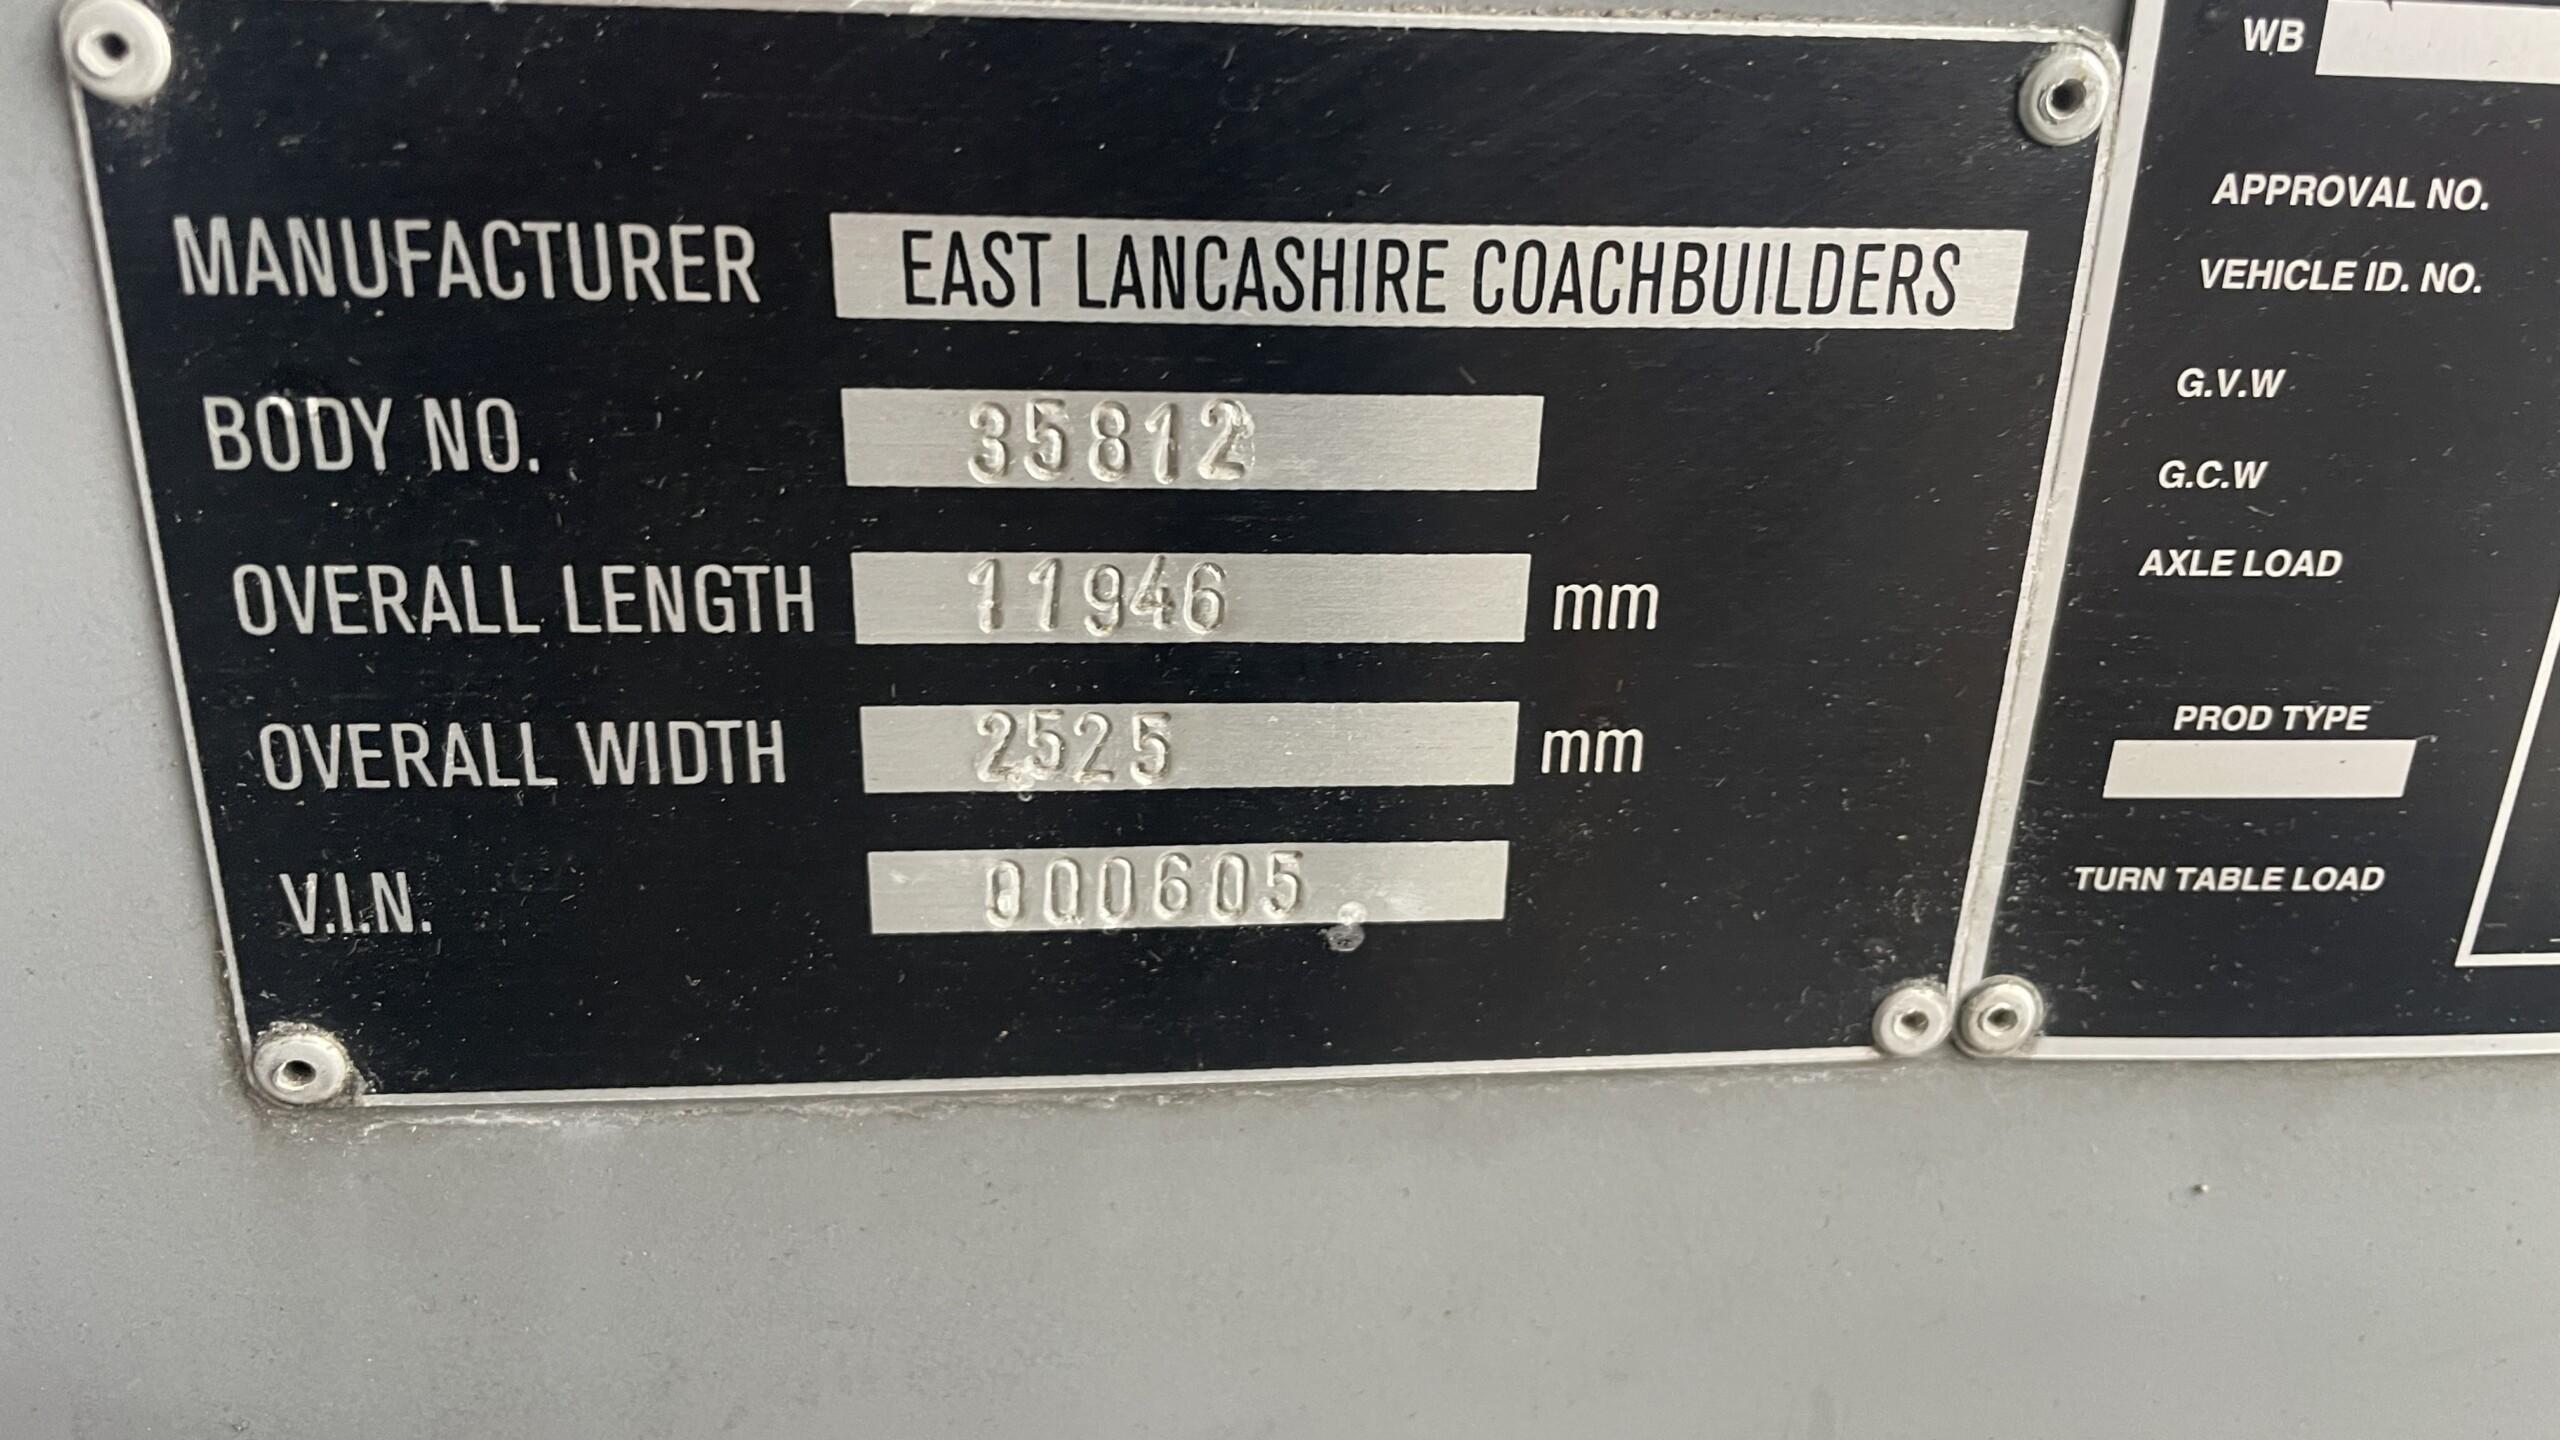 MANUFACTURER EAST LANCASHIRE COACHBUILDERS
BODY NO. 35812
OVERALL LENGTH 11946 mm
OVERALL WIDTH 2525 mm
V.I.N. 000605
WB
APPROVAL NO.
VEHICLE ID. NO.
G.V.W
G.C.W
AXLE LOAD
PROD TYPE
TURN TABLE LOAD